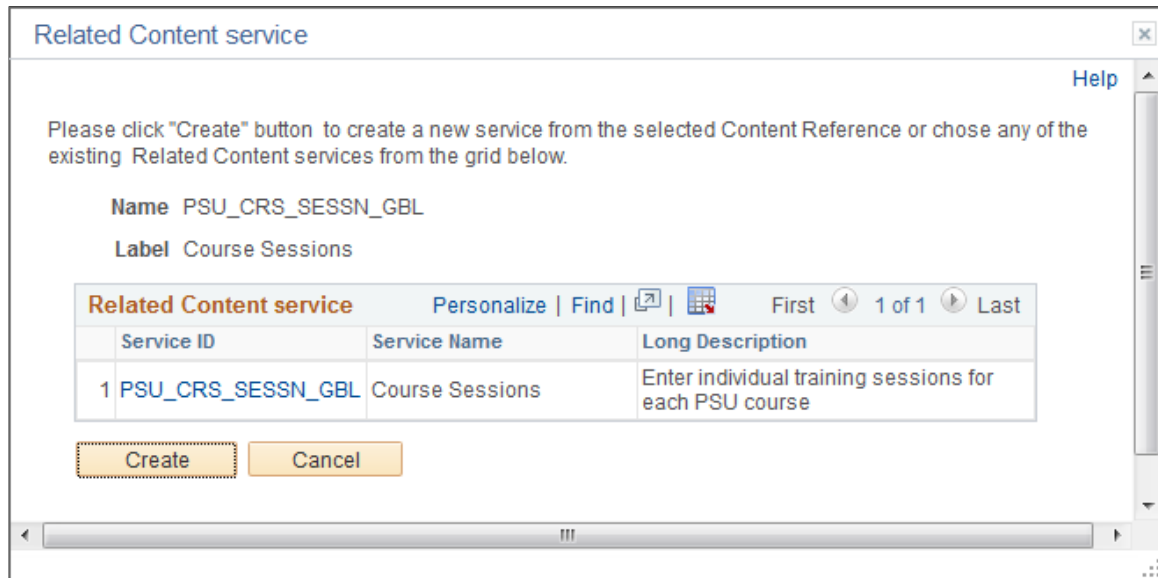 Related Content service
Help
Please click "Create" button to create a new service from the selected Content Reference or chose any of the
existing Related Content services from the grid below.
Name PSU_CRS_SESSN_GBL
Label Course Sessions
Related Content service Personalize | Find | | First 1 of 1 Last
Service ID Service Name Long Description
1 PSU_CRS_SESSN_GBL Course Sessions Enter individual training sessions for
each PSU course
Create Cancel